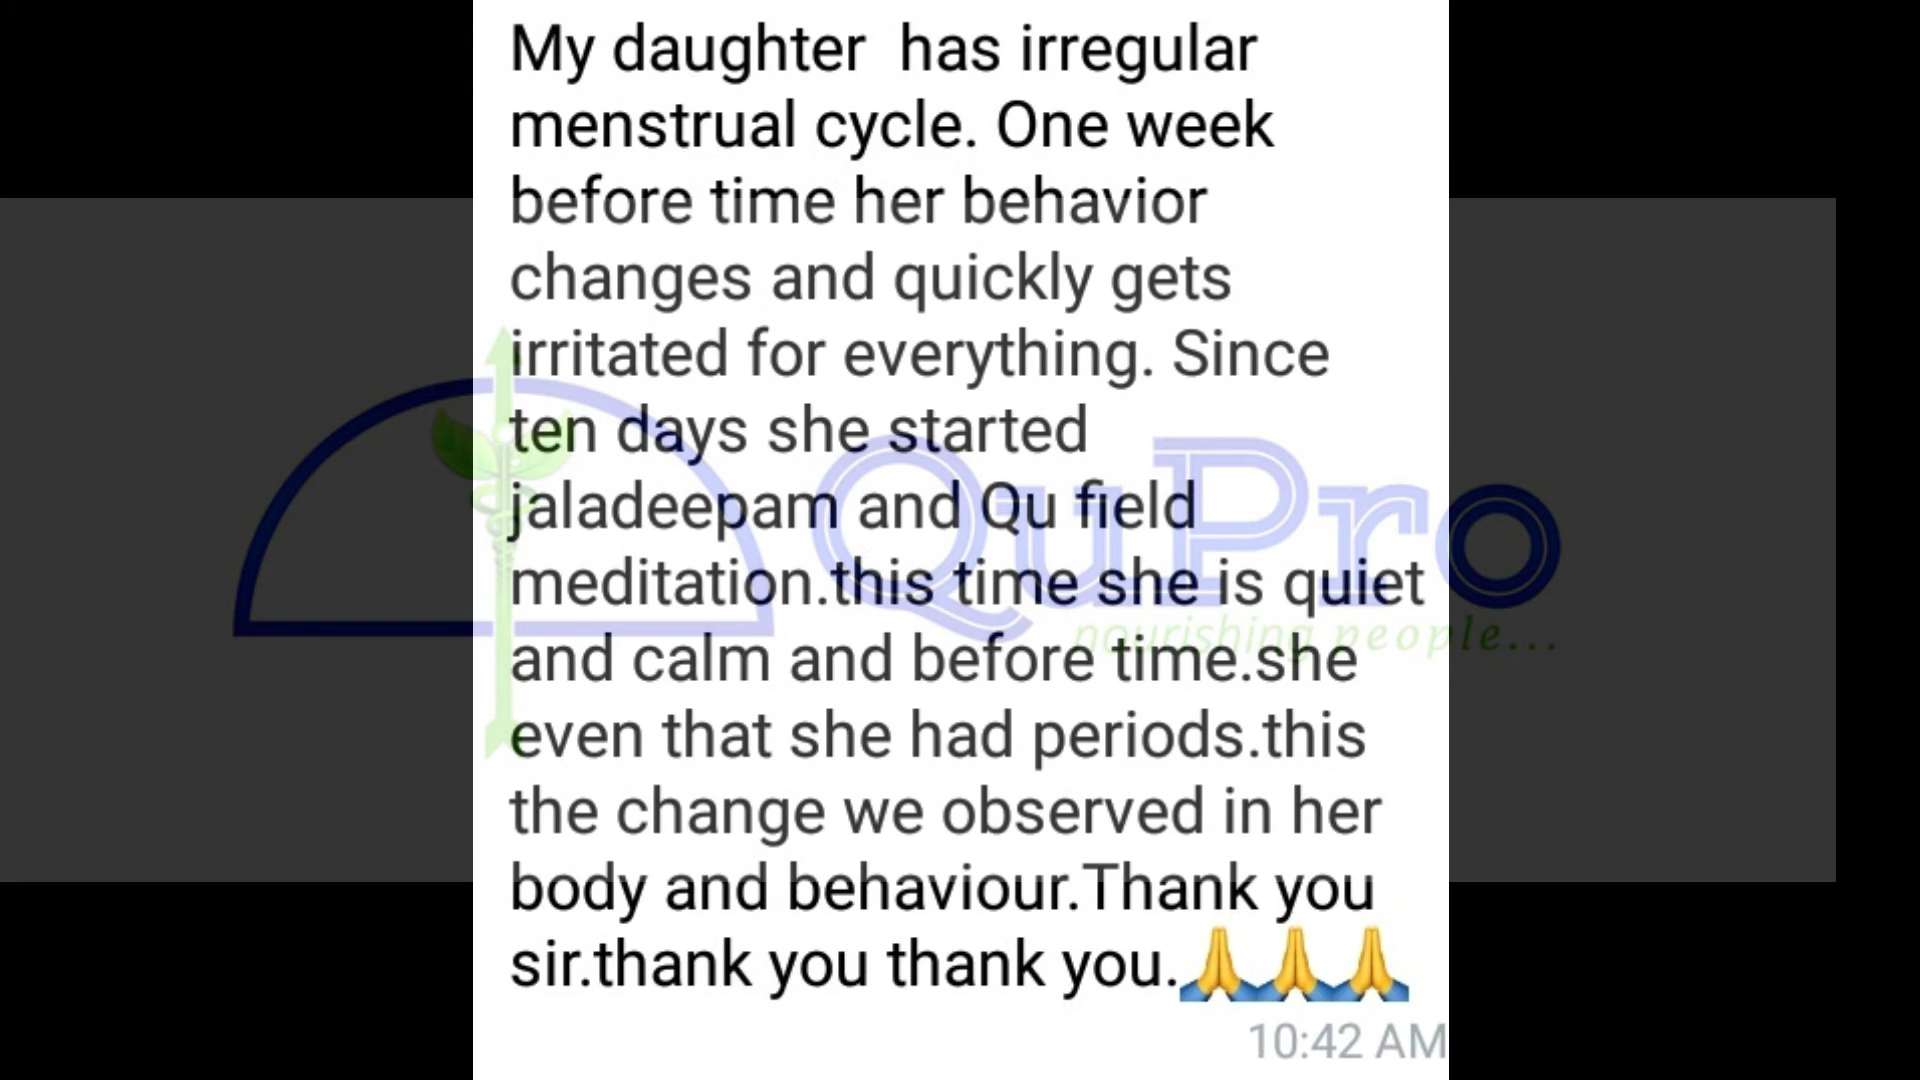 My daughter  has irregular
menstrual cycle. One week
before time her behavior
changes and quickly gets
irritated for everything. Since
ten days she started
jaladeepam and Qu field
meditation.this time she is quiet
and calm and before time.she
even that she had periods.this
the change we observed in her
body and behaviour.Thank you
sir.thank you thank you.🙏🙏🙏
10:42 AM
QuPro
nourishing people...